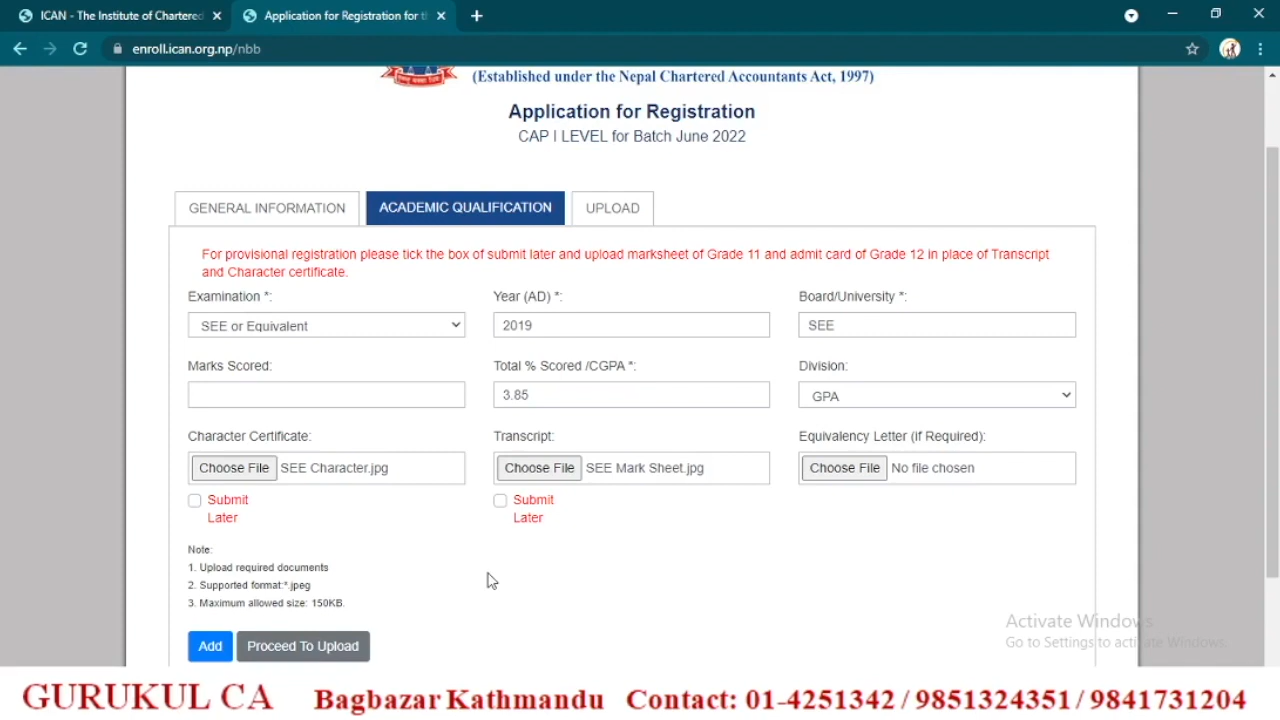 ICAN - The Institute of Chartered
Application for Registration for t
enroll.ican.org.np/nbb
(Established under the Nepal Chartered Accountants Act, 1997)
Application for Registration
CAP I LEVEL for Batch June 2022
GENERAL INFORMATION ACADEMIC QUALIFICATION UPLOAD
For provisional registration please tick the box of submit later and upload marksheet of Grade 11 and admit card of Grade 12 in place of Transcript
and Character certificate.
Examination *: Year (AD) *: Board/University *:
SEE or Equivalent 2019 SEE
Marks Scored: Total % Scored /CGPA *: Division:
3.85 GPA
Character Certificate: Transcript: Equivalency Letter (if Required):
Choose File SEE Character.jpg Choose File SEE Mark Sheet.jpg Choose File No file chosen
Submit Submit
Later Later
Note:
1. Upload required documents
2. Supported format:*.jpeg
3. Maximum allowed size: 150KB.
Activate Windows
Go to Settings to activate Windows.
Add Proceed To Upload
GURUKUL CA Bagbazar Kathmandu Contact: 01-4251342 / 9851324351 / 9841731204